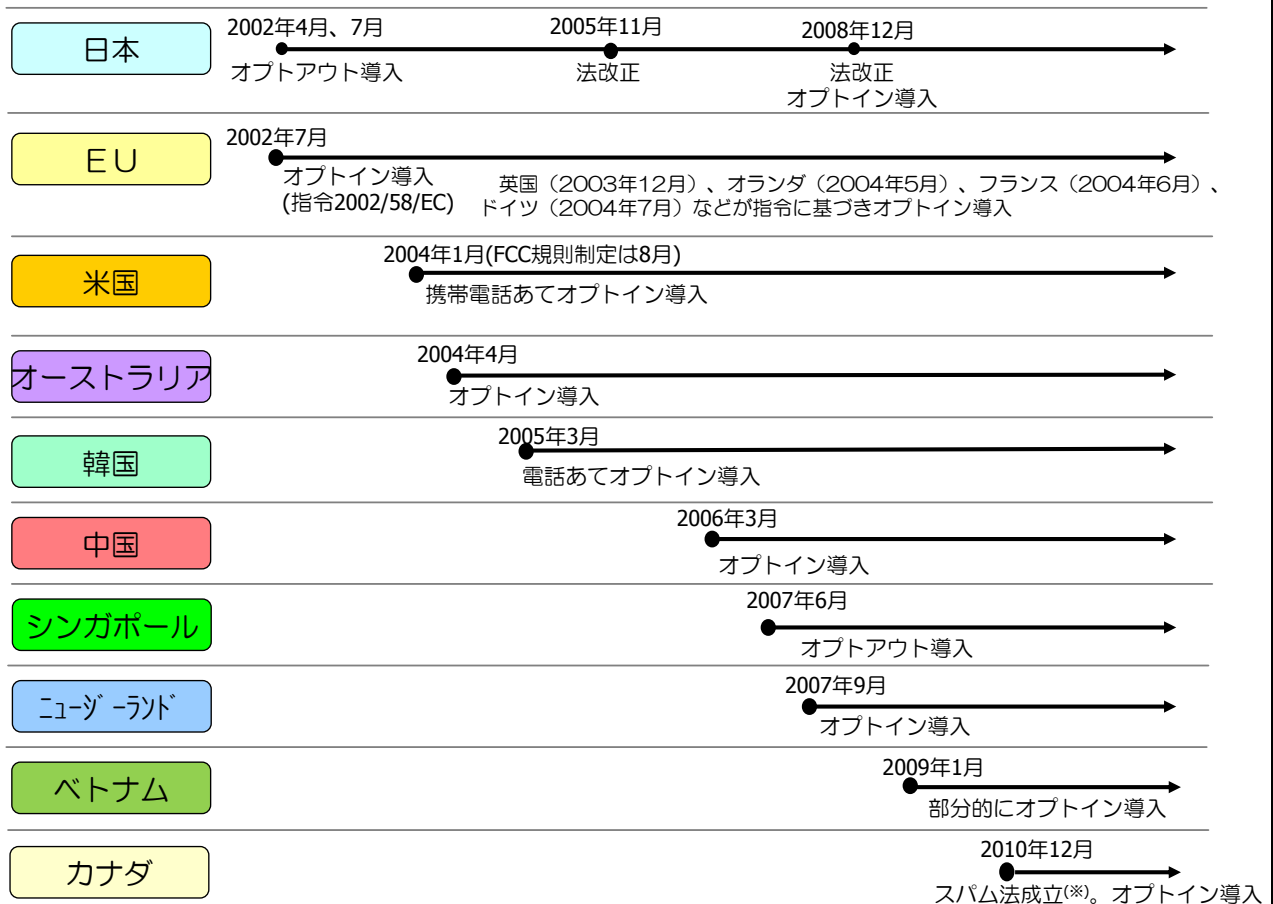 日本
2002年4月、7月
オプトアウト導入
2005年11月
法改正
2008年12月
法改正
オプトイン導入
EU
2002年7月
オプトイン導入
(指令2002/58/EC)
英国（2003年12月）、オランダ（2004年5月）、フランス（2004年6月）、
ドイツ（2004年7月）などが指令に基づきオプトイン導入
米国
2004年1月(FCC規則制定は8月)
携帯電話あてオプトイン導入
オーストラリア
2004年4月
オプトイン導入
韓国
2005年3月
電話あてオプトイン導入
中国
2006年3月
オプトイン導入
シンガポール
2007年6月
オプトアウト導入
ﾆｭｰｼﾞｰﾗﾝﾄﾞ
2007年9月
オプトイン導入
ベトナム
2009年1月
部分的にオプトイン導入
カナダ
2010年12月
スパム法成立(※)。オプトイン導入